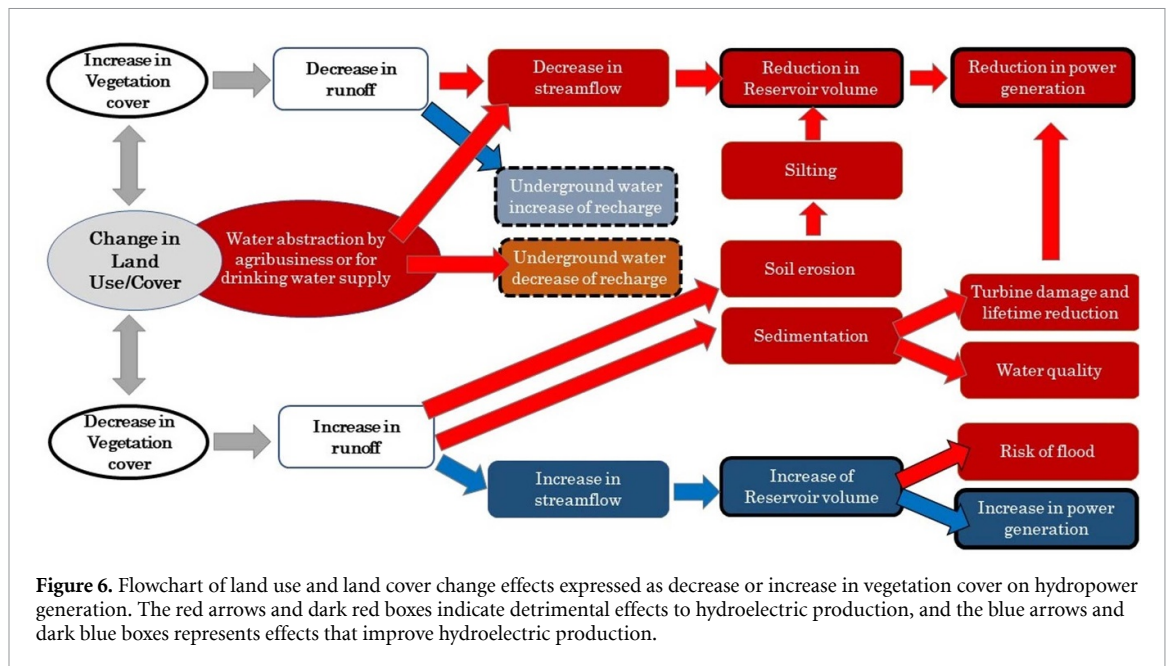 Increase in
Vegetation
cover
Decrease in
runoff
Decrease in
streamflow
Reduction in
Reservoir volume
Reduction in power
generation
Underground water
increase of recharge
Silting
Change in
Land
Use/Cover
Water abstraction by
agribusiness or for
drinking water supply
Underground water
decrease of recharge
Soil erosion
Sedimentation
Turbine damage and
lifetime reduction
Water quality
Decrease in
Vegetation
cover
Increase in
runoff
Increase in
streamflow
Increase of
Reservoir volume
Risk of flood
Increase in power
generation
Figure 6. Flowchart of land use and land cover change effects expressed as decrease or increase in vegetation cover on hydropower
generation. The red arrows and dark red boxes indicate detrimental effects to hydroelectric production, and the blue arrows and
dark blue boxes represents effects that improve hydroelectric production.